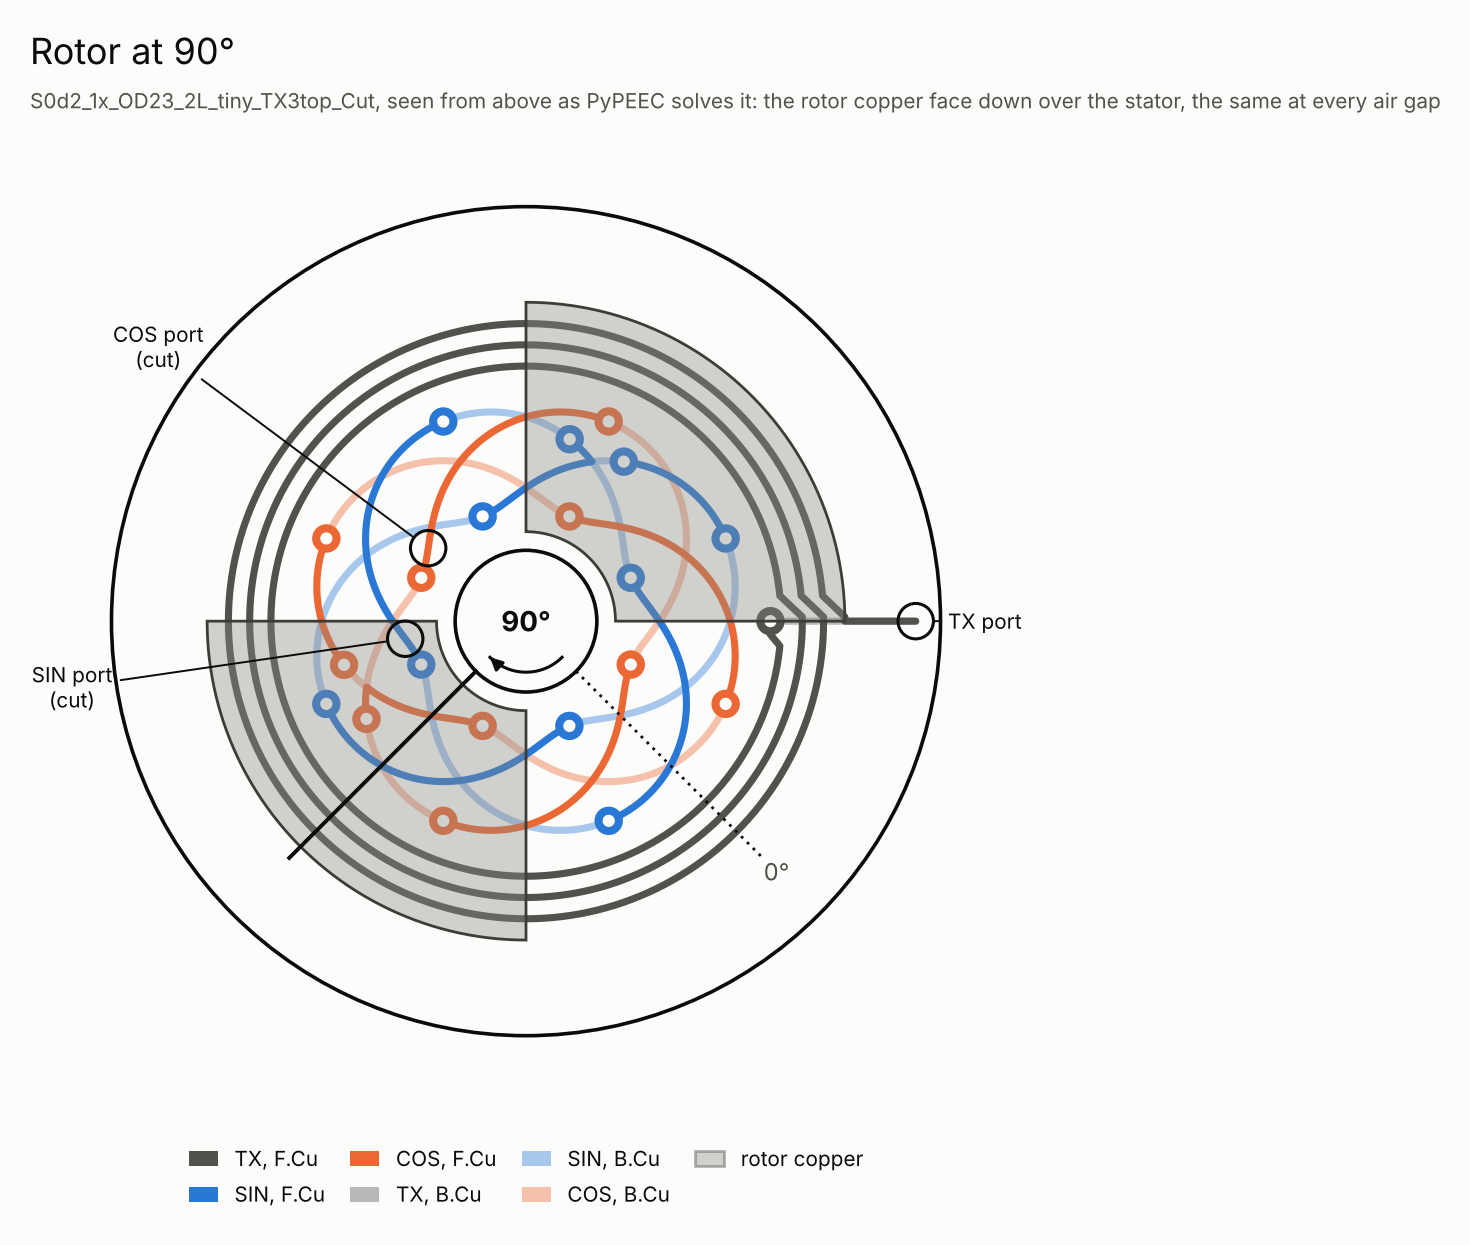 Rotor at 90°
S0d2_1x_OD23_2L_tiny_TX3top_Cut, seen from above as PyPEEC solves it: the rotor copper face down over the stator, the same at every air gap
COS port
(cut)
90°
TX port
SIN port
(cut)
0°
TX, F.Cu
COS, F.Cu
SIN, B.Cu
rotor copper
SIN, F.Cu
TX, B.Cu
COS, B.Cu